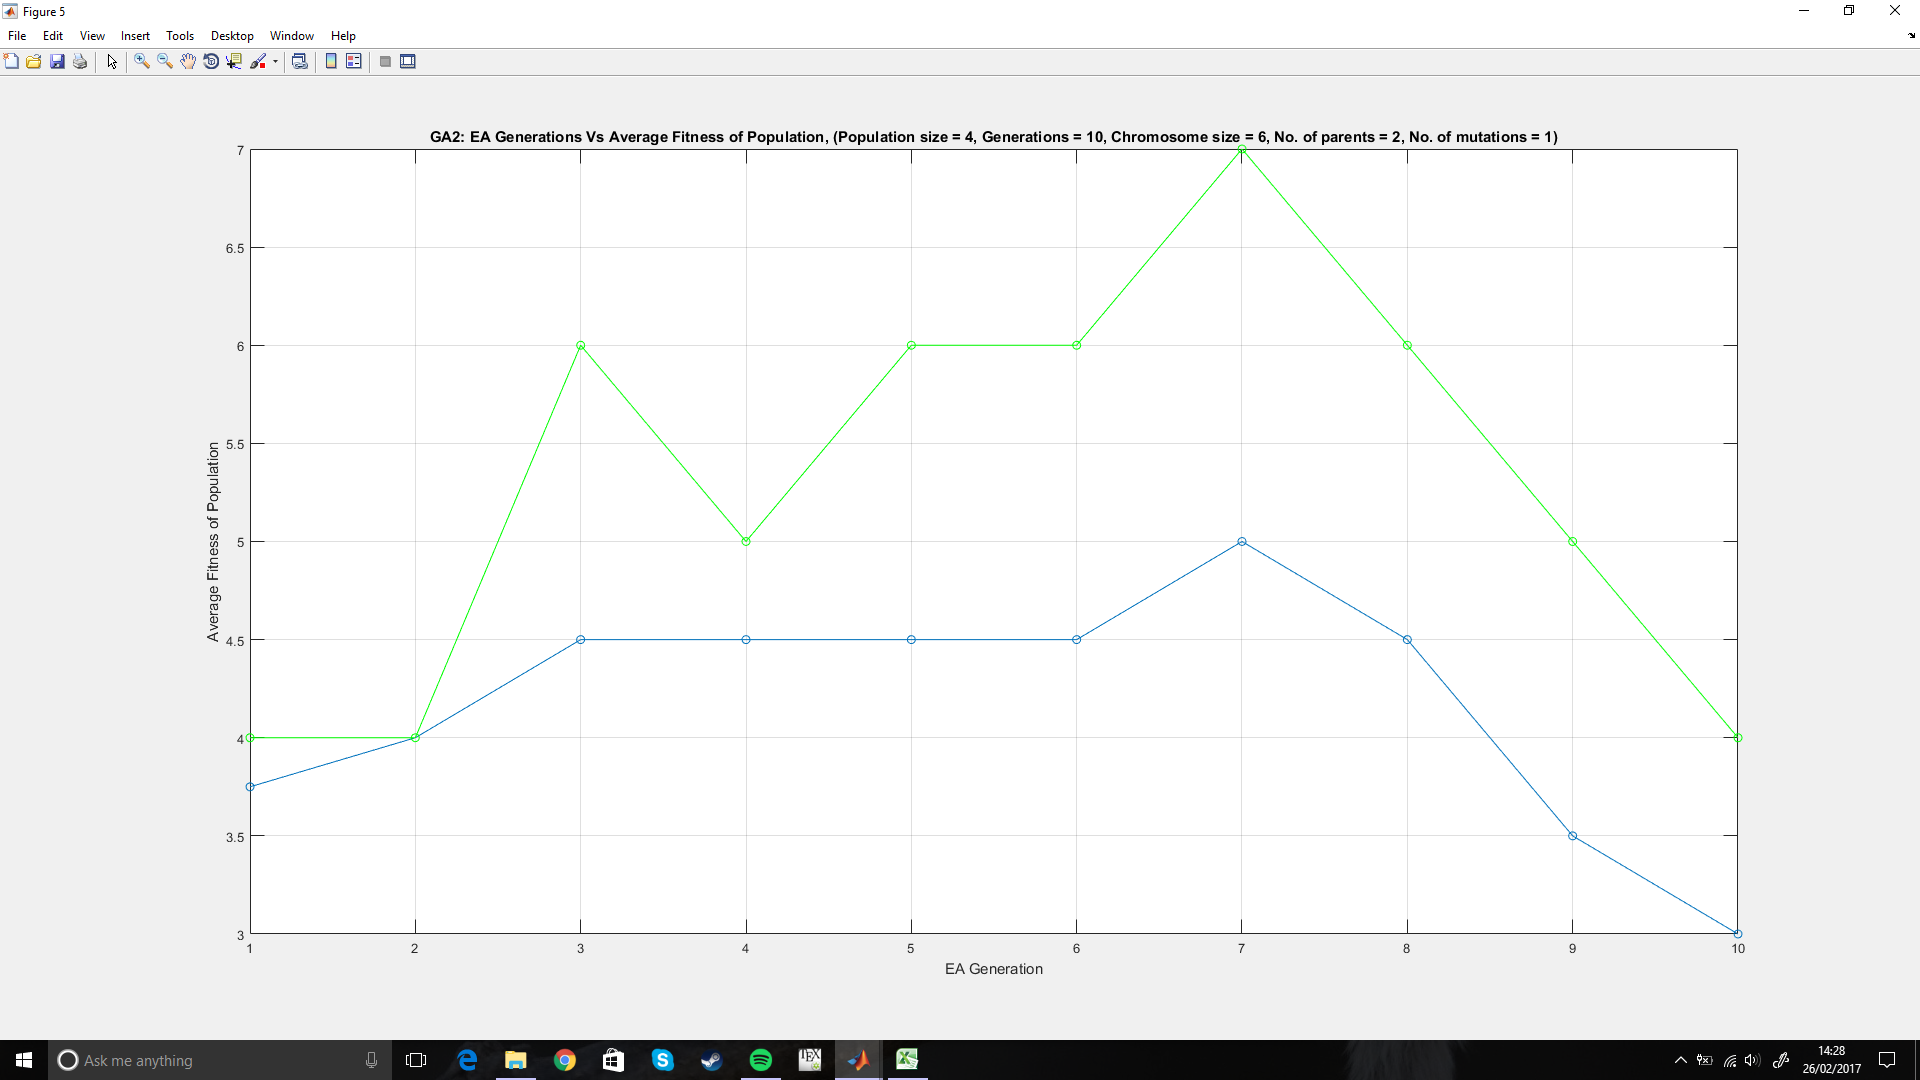 Figure 5
File Edit View Insert Tools Desktop Window Help
GA2: EA Generations Vs Average Fitness of Population, (Population size = 4, Generations = 10, Chromosome size = 6, No. of parents = 2, No. of mutations = 1)
7
6.5
6
5.5
5
4.5
4
3.5
3
Average Fitness of Population
1 2 3 4 5 6 7 8 9 10
EA Generation
Ask me anything
TEX
14:28
26/02/2017